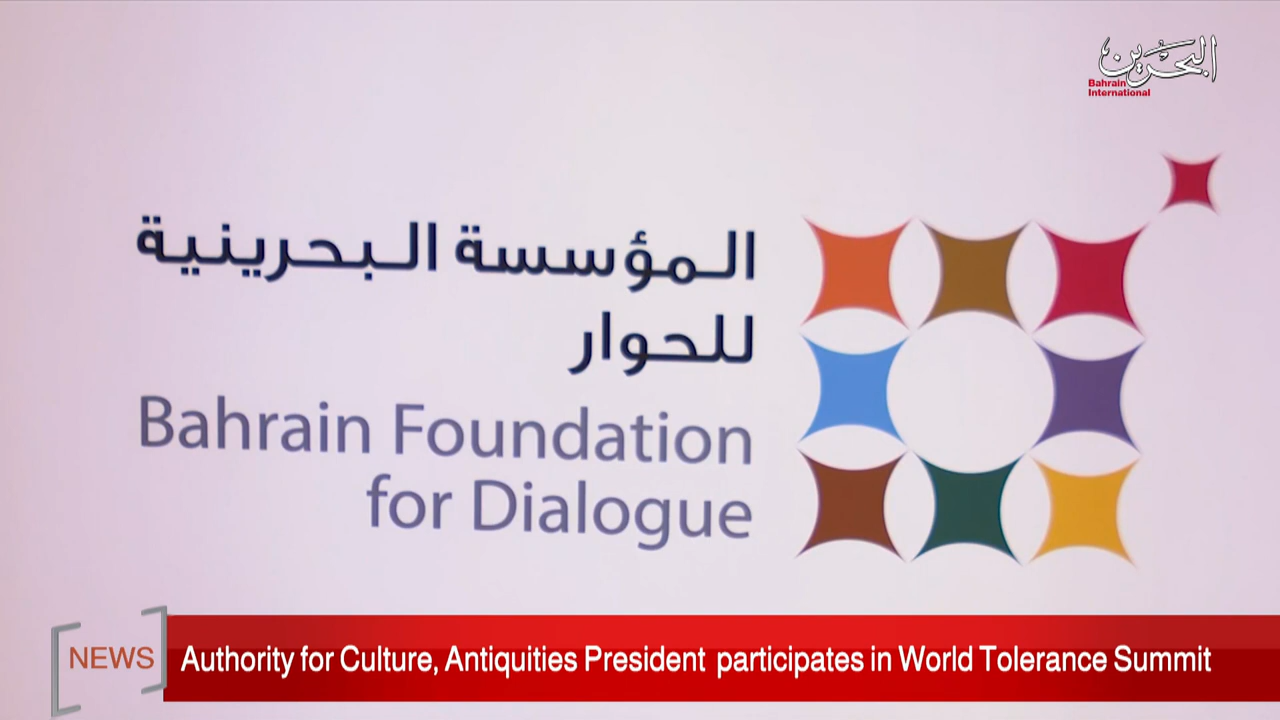 البحرين
Bahrain
International
المؤسسة البحرينية
للحوار
Bahrain Foundation
for Dialogue
NEWS
Authority for Culture, Antiquities President participates in World Tolerance Summit